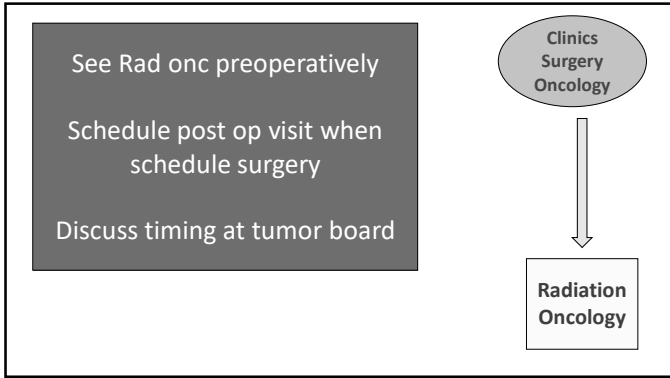 See Rad onc preoperatively
Schedule post op visit when
schedule surgery
Discuss timing at tumor board
Clinics
Surgery
Oncology
Radiation
Oncology